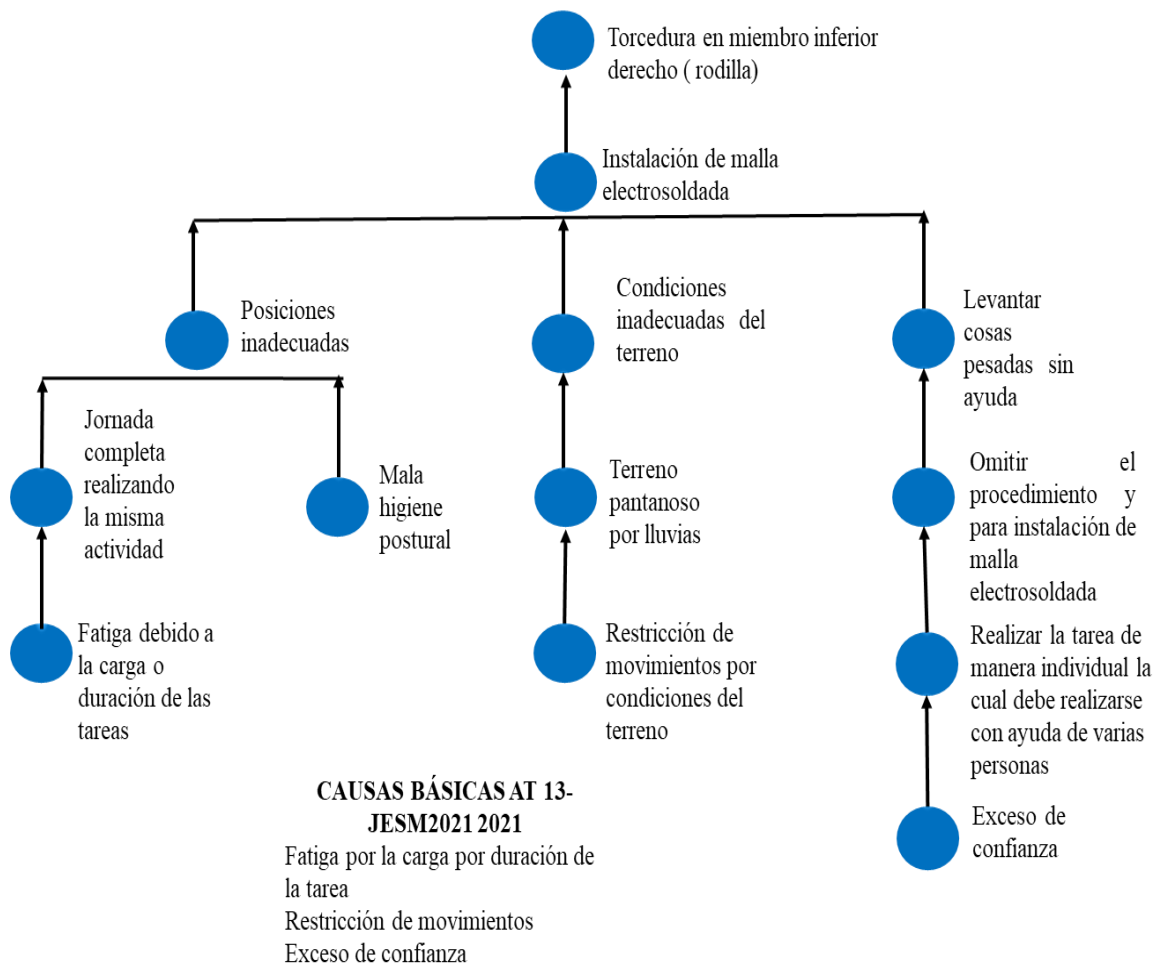 Torcedura en miembro inferior
derecho ( rodilla)
Instalación de malla
electrosoldada
Posiciones
inadecuadas
Condiciones
inadecuadas del
terreno
Levantar
cosas
pesadas sin
ayuda
Jornada
completa
realizando
la misma
actividad
Mala
higiene
postural
Terreno
pantanoso
por lluvias
Omitir el
procedimiento y
para instalación de
malla
electrosoldada
Fatiga debido a
la carga o
duración de las
tareas
Restricción de
movimientos por
condiciones del
terreno
Realizar la tarea de
manera individual la
cual debe realizarse
con ayuda de varias
personas
Exceso de
confianza
CAUSAS BÁSICAS AT 13-
JESM2021 2021
Fatiga por la carga por duración de
la tarea
Restricción de movimientos
Exceso de confianza